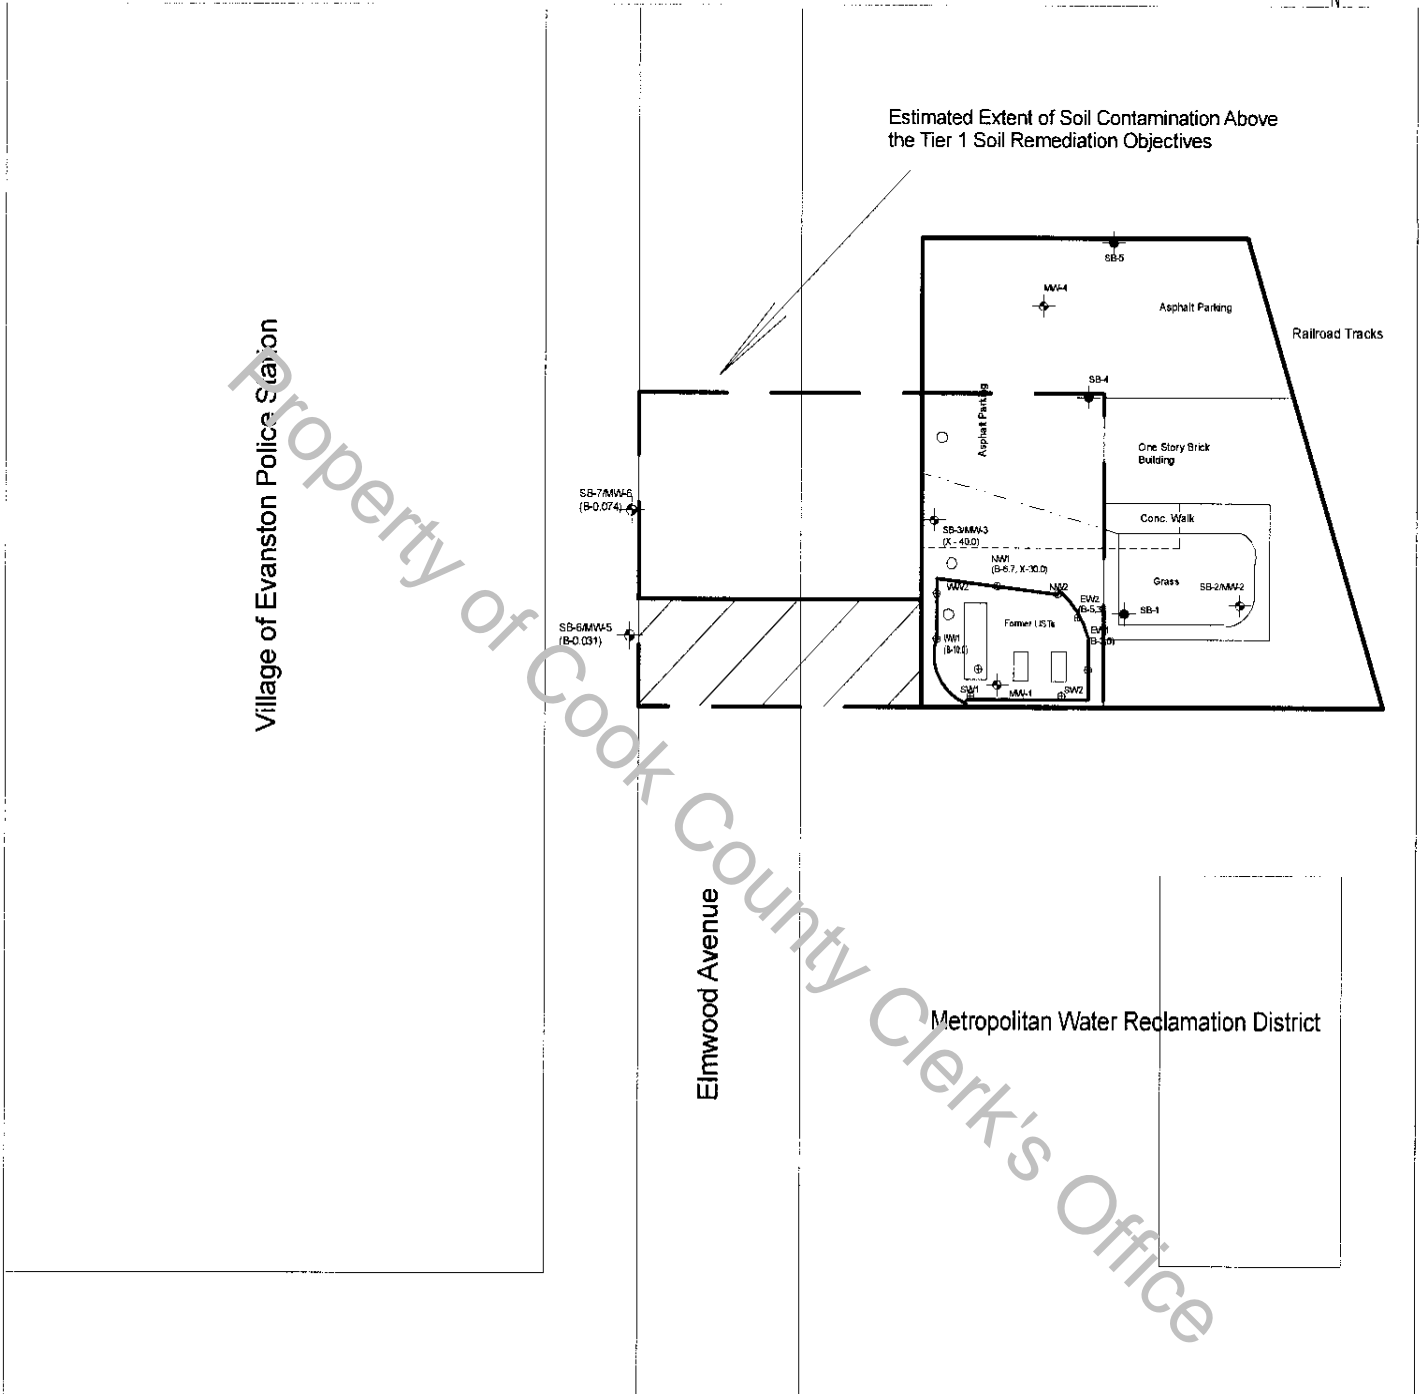 N
Estimated Extent of Soil Contamination Above
the Tier 1 Soil Remediation Objectives
SB-5
MW-4
Asphalt Parking
Railroad Tracks
SB-4
Asphalt Parking
One Story Brick
Building
SB-7/MW-6
(B-0.074)
SB-3/MW-3
(X - 40.0)
Conc. Walk
NW1
(B-6.7, X-30.0)
WW2
NW2
Grass
SB-2/MW-2
EW2
(B-5.3)
SB-1
Former USTs
SB-6/MW-5
(B-0.031)
WW1
(B-10.0)
EW1
SW1
MW-1
SW2
Village of Evanston Police Station
Elmwood Avenue
Metropolitan Water Reclamation District
Property of Cook County Clerk's Office